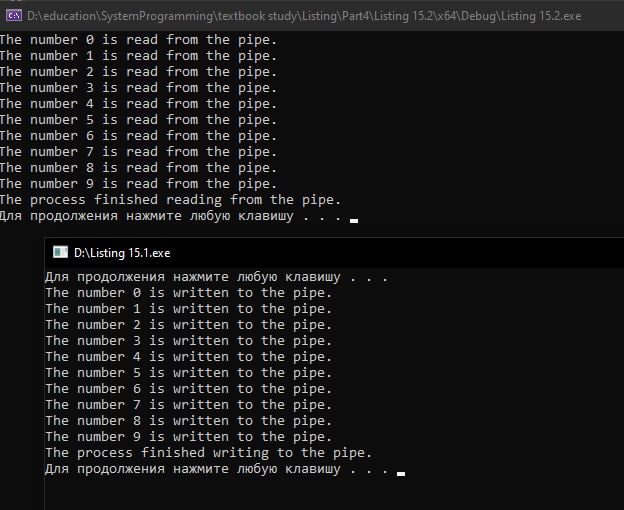 D:\education\SystemProgramming\textbook study\Listing\Part4\Listing 15.2\x64\Debug\Listing 15.2.exe
The number 0 is read from the pipe.
The number 1 is read from the pipe.
The number 2 is read from the pipe.
The number 3 is read from the pipe.
The number 4 is read from the pipe.
The number 5 is read from the pipe.
The number 6 is read from the pipe.
The number 7 is read from the pipe.
The number 8 is read from the pipe.
The number 9 is read from the pipe.
The process finished reading from the pipe.
Для продолжения нажмите любую клавишу . . .
D:\Listing 15.1.exe
Для продолжения нажмите любую клавишу . . .
The number 0 is written to the pipe.
The number 1 is written to the pipe.
The number 2 is written to the pipe.
The number 3 is written to the pipe.
The number 4 is written to the pipe.
The number 5 is written to the pipe.
The number 6 is written to the pipe.
The number 7 is written to the pipe.
The number 8 is written to the pipe.
The number 9 is written to the pipe.
The process finished writing to the pipe.
Для продолжения нажмите любую клавишу . . .